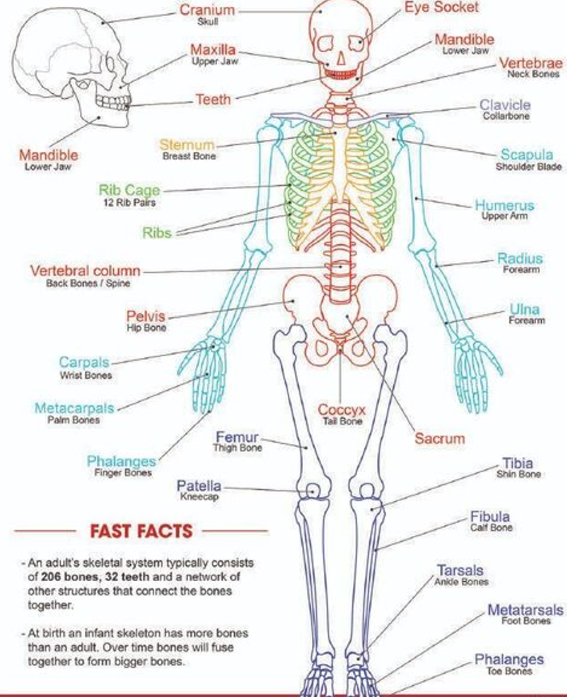 Cranium
Skull
Eye Socket
Maxilla
Upper Jaw
Mandible
Lower Jaw
Vertebrae
Neck Bones
Teeth
Clavicle
Collarbone
Mandible
Lower Jaw
Sternum
Breast Bone
Scapula
Shoulder Blade
Rib Cage
12 Rib Pairs
Humerus
Upper Arm
Ribs
Vertebral column
Back Bones / Spine
Radius
Forearm
Pelvis
Hip Bone
Ulna
Forearm
Carpals
Wrist Bones
Metacarpals
Palm Bones
Coccyx
Tail Bone
Sacrum
Femur
Thigh Bone
Phalanges
Finger Bones
Tibia
Shin Bone
Patella
Kneecap
Fibula
Calf Bone
FAST FACTS
- An adult's skeletal system typically consists
of 206 bones, 32 teeth and a network of
other structures that connect the bones
together.
- At birth an infant skeleton has more bones
than an adult. Over time bones will fuse
together to form bigger bones.
Tarsals
Ankle Bones
Metatarsals
Foot Bones
Phalanges
Toe Bones